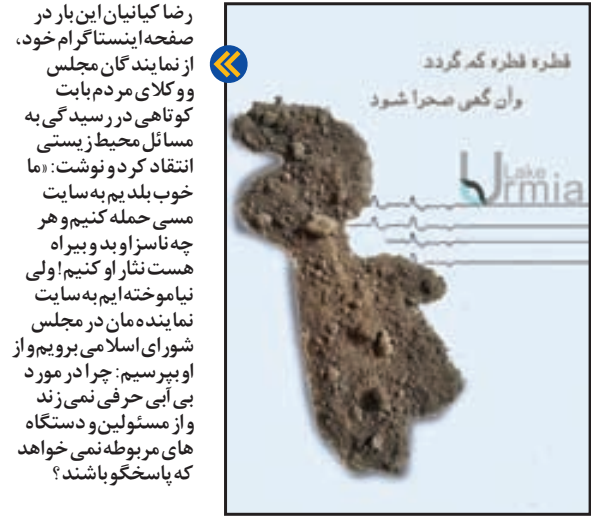 رضا کیانیان این بار در
صفحه اینستاگرام خود،
از نمایندگان مجلس
و وکلای مردم بابت
کوتاهی در رسیدگی به
مسائل محیط زیستی
انتقاد کرد و نوشت: «ما
خوب بلدیم به سایت
مسی حمله کنیم و هر
چه ناسزا و بد و بیراه
هست نثار او کنیم! ولی
نیاموخته ایم به سایت
نماینده مان در مجلس
شورای اسلامی برویم و از
او بپرسیم: چرا در مورد
بی آبی حرفی نمی زند
و از مسئولین و دستگاه
های مربوطه نمی خواهد
که پاسخگو باشند؟
قطره قطره کم گردد
وآن گهی صحرا شود
Lake
Urmia